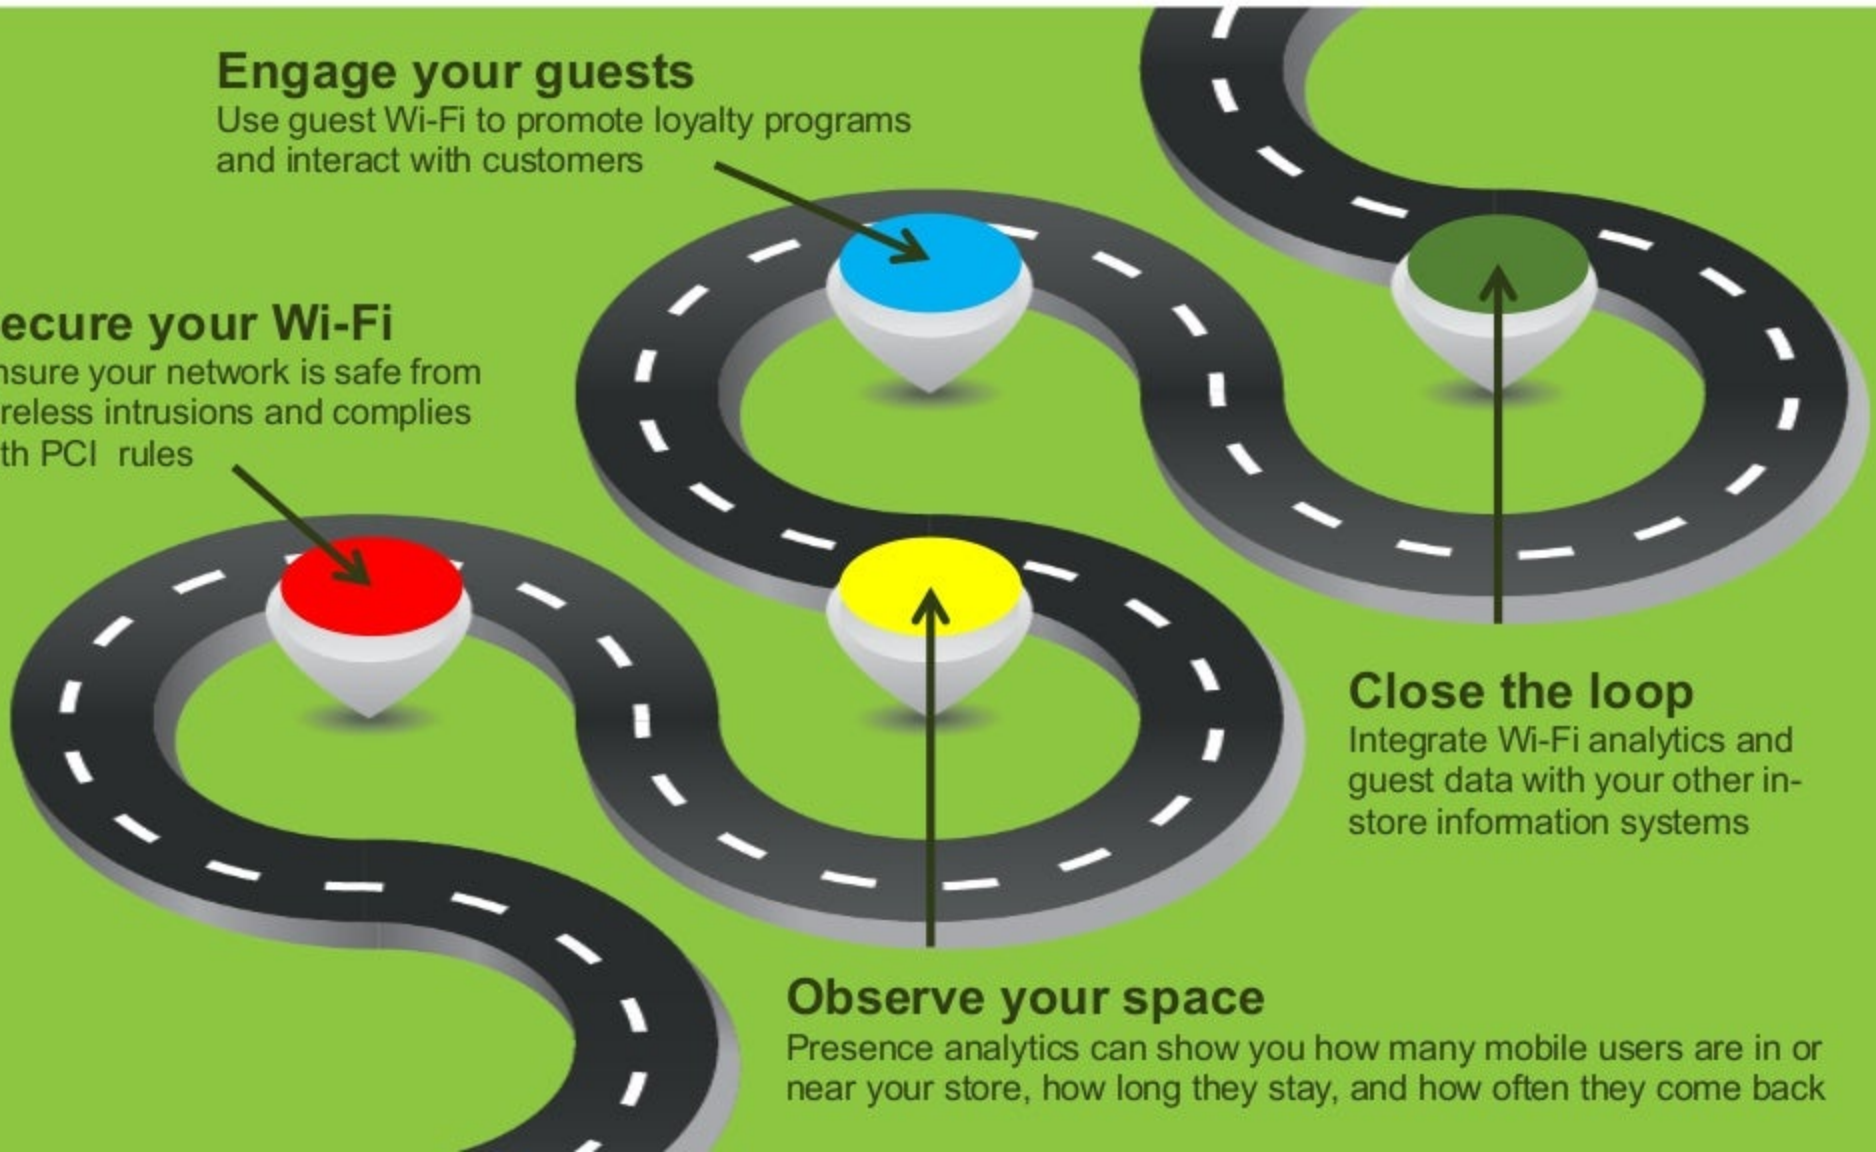 Engage your guests
Use guest Wi-Fi to promote loyalty programs
and interact with customers
ecure your Wi-Fi
nsure your network is safe from
reless intrusions and complies
th PCI rules
Close the loop
Integrate Wi-Fi analytics and
guest data with your other in-
store information systems
Observe your space
Presence analytics can show you how many mobile users are in or
near your store, how long they stay, and how often they come back